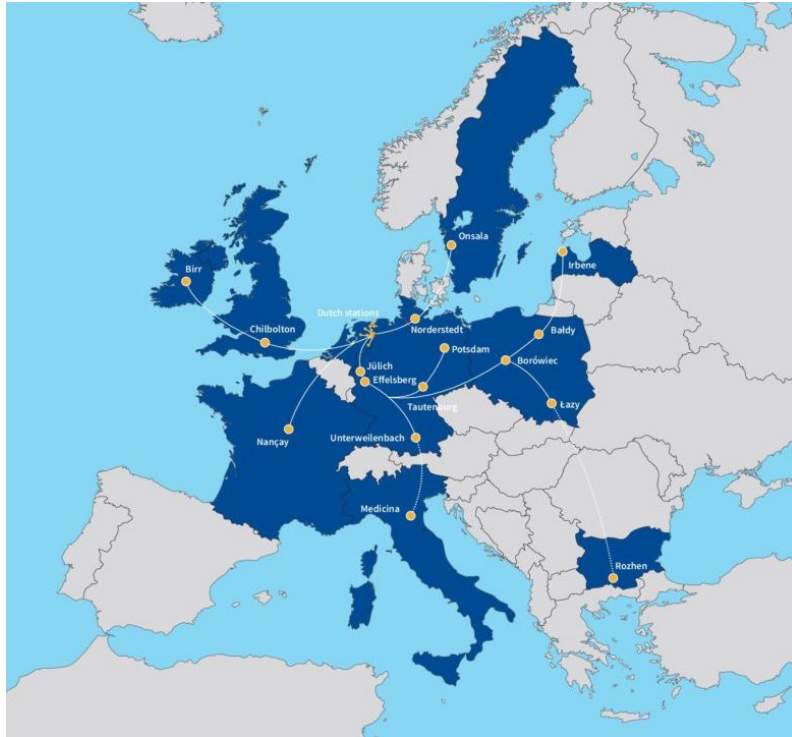 Onsala
Irbene
Birr
Dutch stations
Chilbolton
Norderstedt
Bałdy
Potsdam
Borówiec
Jülich
Effelsberg
Tautenburg
Łazy
Nançay
Unterweilenbach
Medicina
Rozhen